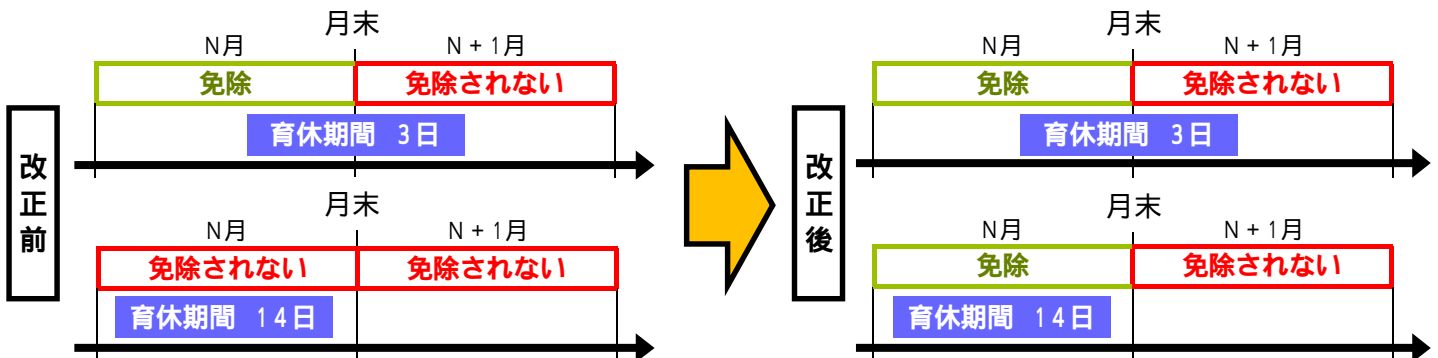 改正前
月末
N月 N+1月
免除 免除されない
育休期間 3日
月末
N月 N+1月
免除されない 免除されない
育休期間 14日
改正後
月末
N月 N+1月
免除 免除されない
育休期間 3日
月末
N月 N+1月
免除 免除されない
育休期間 14日